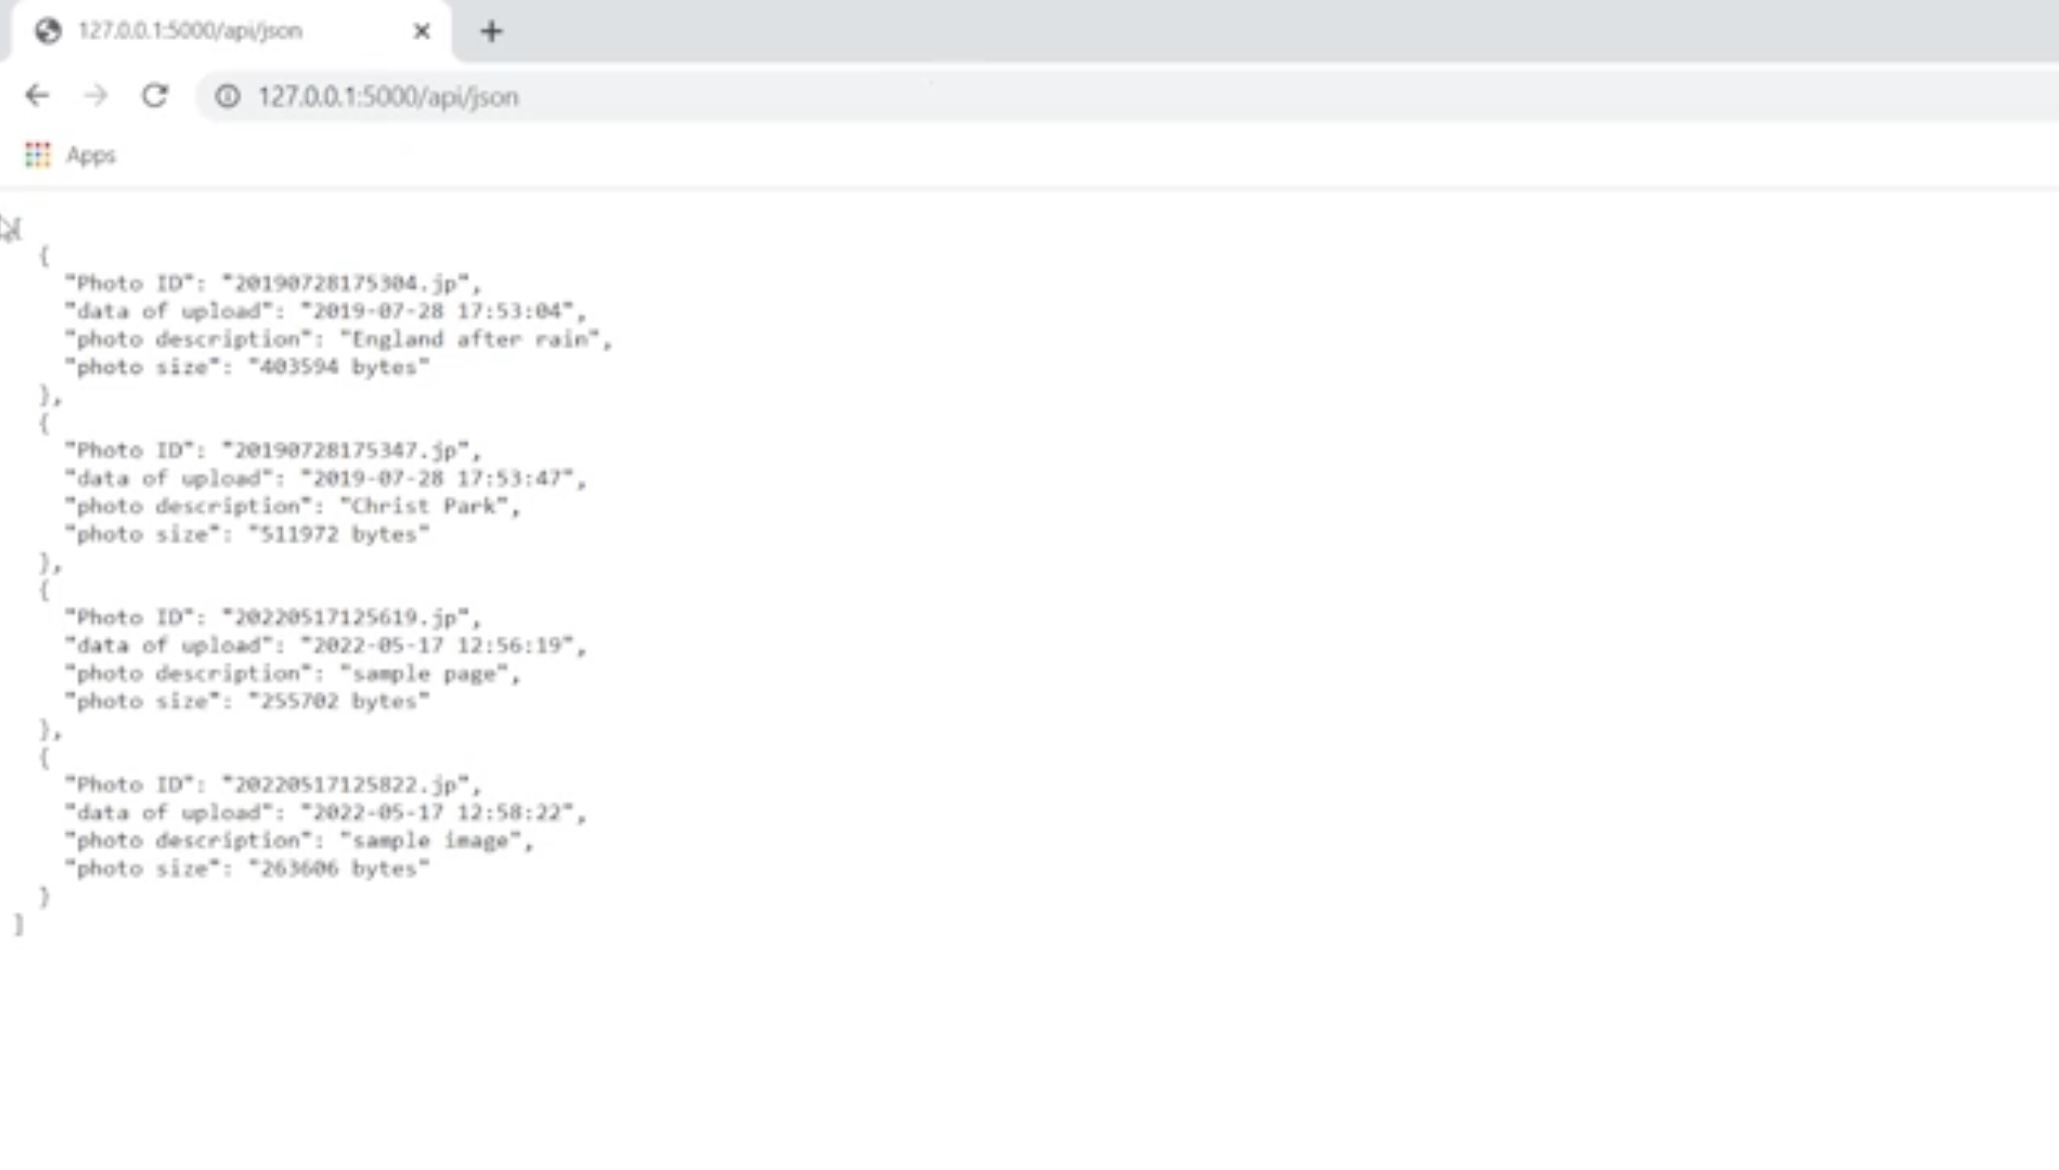 127.0.0.1:5000/api/json
127.0.0.1:5000/api/json
Apps
[
{
"Photo ID": "20190728175304.jp",
"data of upload": "2019-07-28 17:53:04",
"photo description": "England after rain",
"photo size": "403594 bytes"
},
{
"Photo ID": "20190728175347.jp",
"data of upload": "2019-07-28 17:53:47",
"photo description": "Christ Park",
"photo size": "511972 bytes"
},
{
"Photo ID": "20220517125619.jp",
"data of upload": "2022-05-17 12:56:19",
"photo description": "sample page",
"photo size": "255702 bytes"
},
{
"Photo ID": "20220517125822.jp",
"data of upload": "2022-05-17 12:58:22",
"photo description": "sample image",
"photo size": "263606 bytes"
}
]